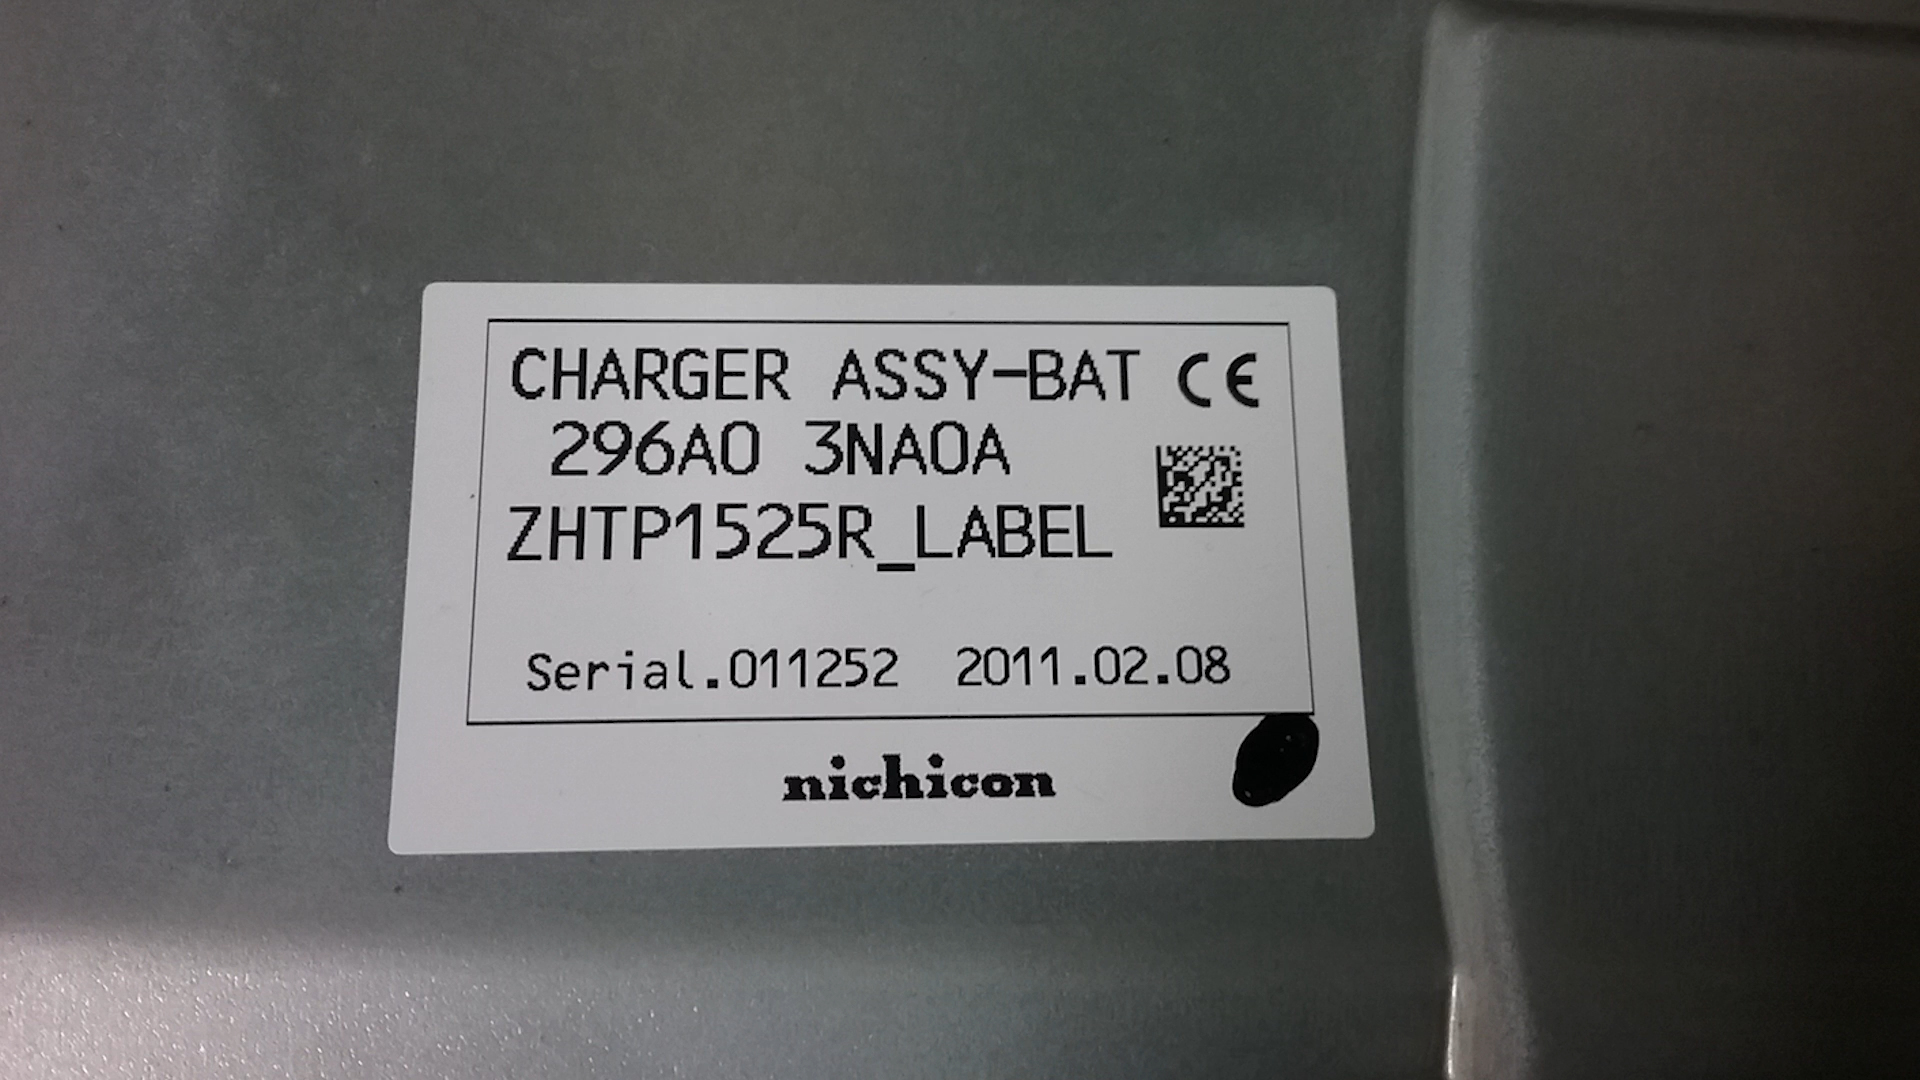 CHARGER ASSY-BAT CE
296A0 3NA0A
ZHTP1525R_LABEL
Serial.011252 2011.02.08
nichicon